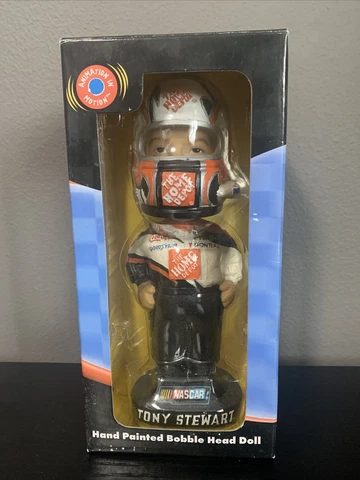 ANIMATION IN
MOTION™
THE
HOME
DEPOT
THE
HOME
DEPOT
THE
HOME
DEPOT
NASCAR
TONY STEWART
Hand Painted Bobble Head Doll